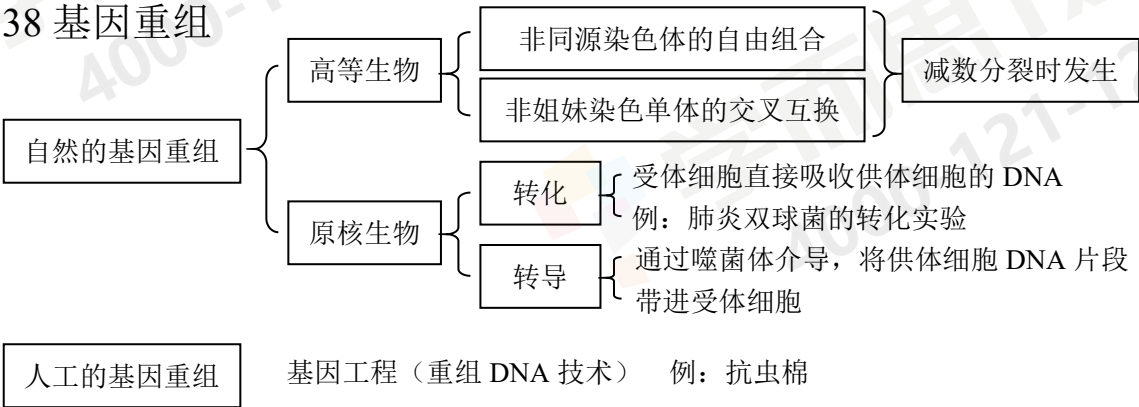 38 基因重组
非同源染色体的自由组合
高等生物
减数分裂时发生
非姐妹染色单体的交叉互换
自然的基因重组
转化
受体细胞直接吸收供体细胞的 DNA
例：肺炎双球菌的转化实验
原核生物
转导
通过噬菌体介导，将供体细胞 DNA 片段
带进受体细胞
人工的基因重组
基因工程（重组 DNA 技术） 例：抗虫棉